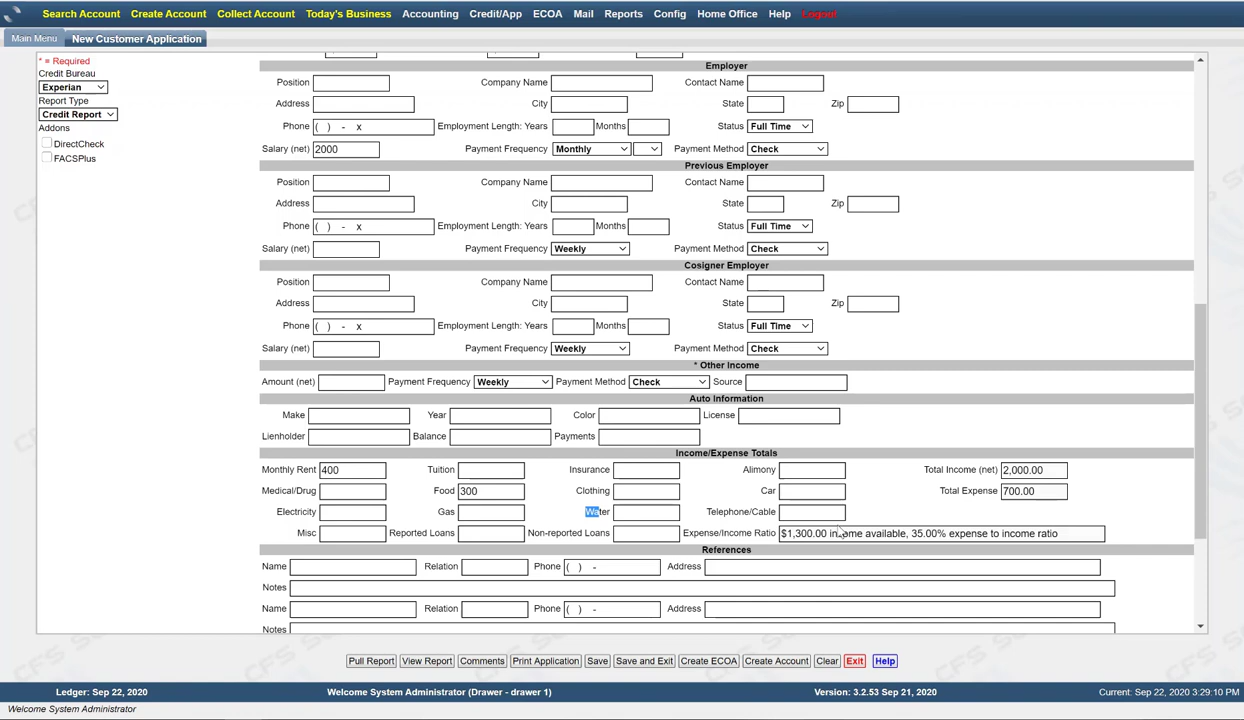 Search Account Create Account Collect Account Today's Business Accounting Credit/App ECOA Mail Reports Config Home Office Help Logout
Main Menu New Customer Application
* = Required
Credit Bureau
Experian
Report Type
Credit Report
Addons
DirectCheck
FACSPlus
Employer
Position Company Name Contact Name
Address City State Zip
Phone ( ) - x Employment Length: Years Months Status Full Time
Salary (net) 2000 Payment Frequency Monthly Payment Method Check
Previous Employer
Position Company Name Contact Name
Address City State Zip
Phone ( ) - x Employment Length: Years Months Status Full Time
Salary (net) Payment Frequency Weekly Payment Method Check
Cosigner Employer
Position Company Name Contact Name
Address City State Zip
Phone ( ) - x Employment Length: Years Months Status Full Time
Salary (net) Payment Frequency Weekly Payment Method Check
* Other Income
Amount (net) Payment Frequency Weekly Payment Method Check Source
Auto Information
Make Year Color License
Lienholder Balance Payments
Income/Expense Totals
Monthly Rent 400 Tuition Insurance Alimony Total Income (net) 2,000.00
Medical/Drug Food 300 Clothing Car Total Expense 700.00
Electricity Gas Water Telephone/Cable
Misc Reported Loans Non-reported Loans Expense/Income Ratio $1,300.00 income available, 35.00% expense to income ratio
References
Name Relation Phone ( ) - Address
Notes
Name Relation Phone ( ) - Address
Notes
Pull Report View Report Comments Print Application Save Save and Exit Create ECOA Create Account Clear Exit Help
Ledger: Sep 22, 2020 Welcome System Administrator (Drawer - drawer 1) Version: 3.2.53 Sep 21, 2020 Current: Sep 22, 2020 3:29:10 PM
Welcome System Administrator